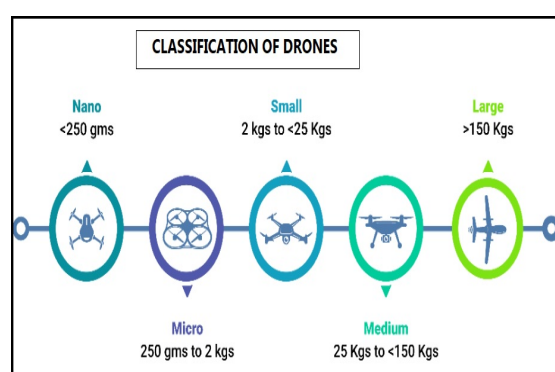 CLASSIFICATION OF DRONES
Nano
<250 gms
Small
2 kgs to <25 Kgs
Large
>150 Kgs
Micro
250 gms to 2 kgs
Medium
25 Kgs to <150 Kgs